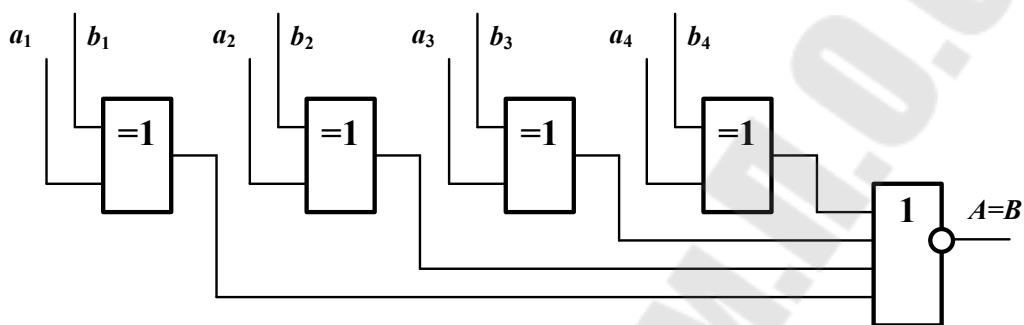 a₁ b₁ a₂ b₂ a₃ b₃ a₄ b₄
=1 =1 =1 =1
1 A=B